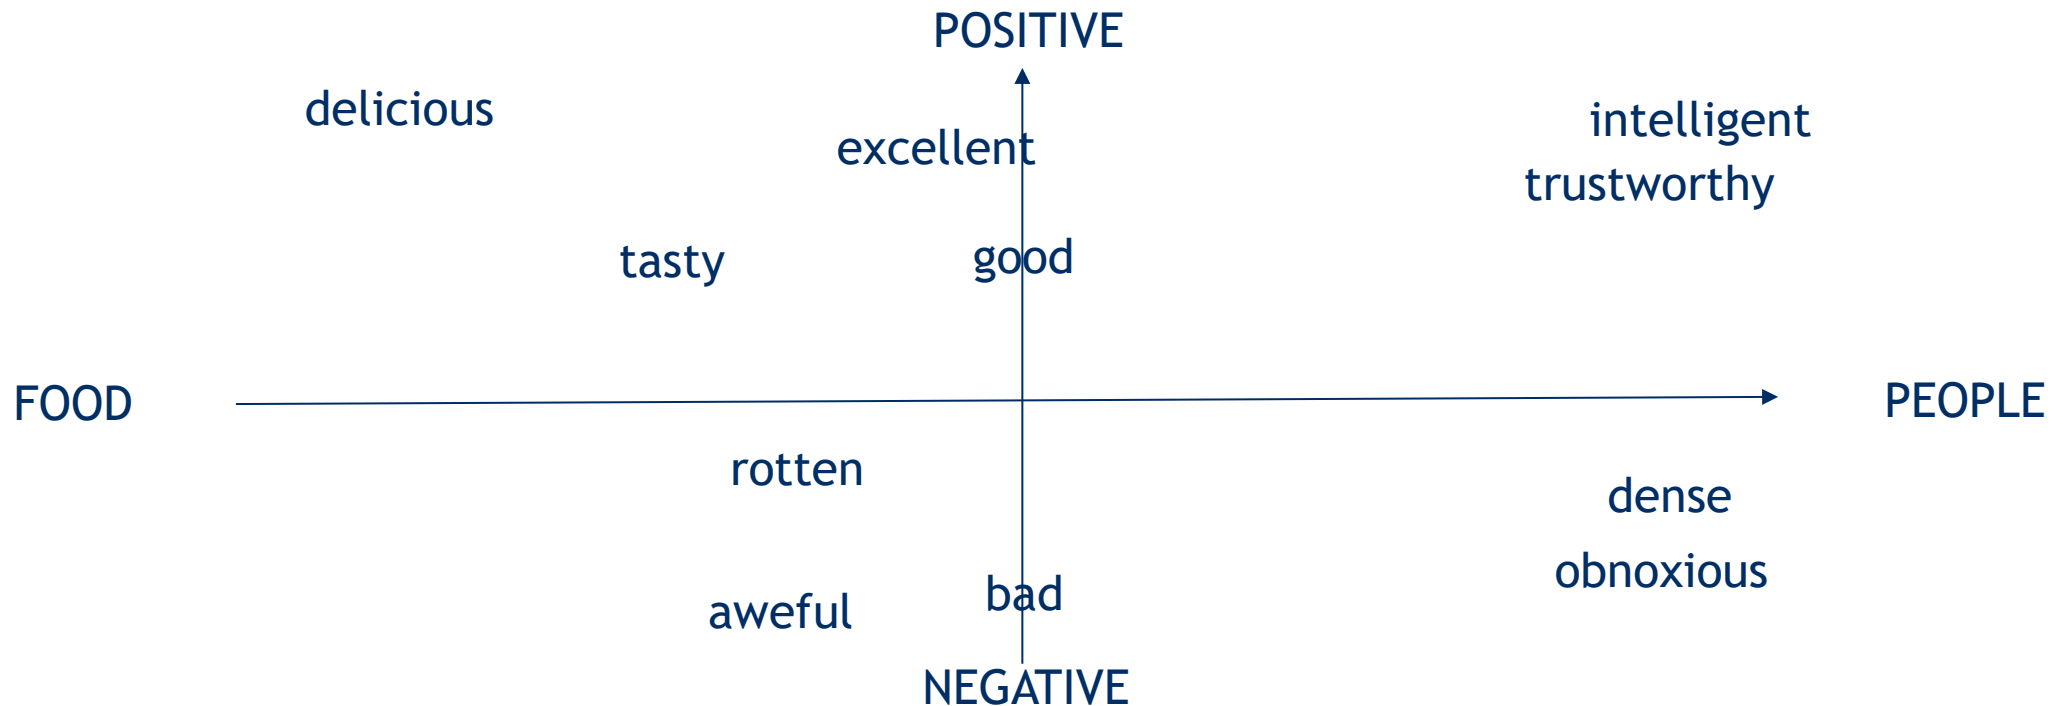 POSITIVE
delicious
intelligent
excellent
trustworthy
tasty
good
FOOD
PEOPLE
rotten
dense
obnoxious
bad
aweful
NEGATIVE